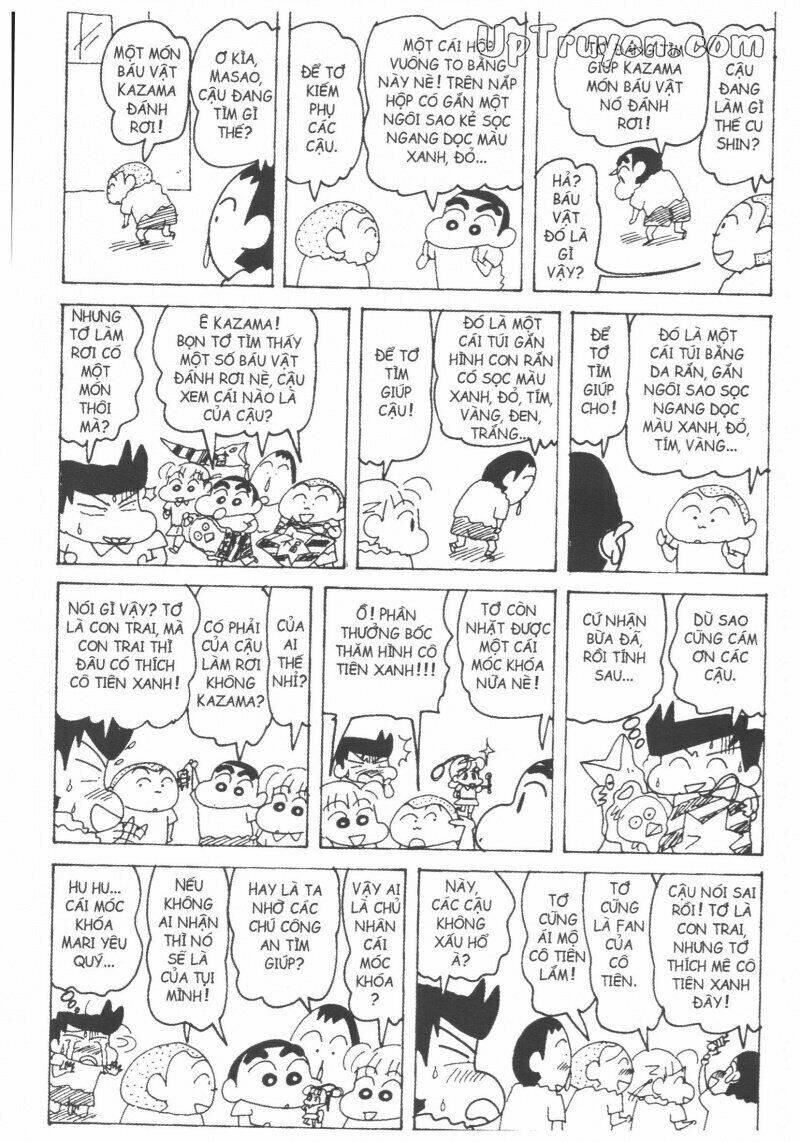 UpTruyen.com
CẬU
ĐANG
LÀM GÌ
THẾ CU
SHIN?
TỚ ĐANG TÌM
GIÚP KAZAMA
MÓN BÁU VẬT
NÓ ĐÁNH
RƠI!
HẢ?
BÁU
VẬT
ĐÓ LÀ
GÌ
VẬY?
MỘT CÁI HỘP
VUÔNG TO BẰNG
NÀY NÈ! TRÊN NẮP
HỘP CÓ GẮN MỘT
NGÔI SAO KẺ SỌC
NGANG DỌC MÀU
XANH, ĐỎ...
ĐỂ TỚ
KIẾM
PHỤ
CÁC
CẬU.
Ơ KÌA,
MASAO,
CẬU ĐANG
TÌM GÌ
THẾ?
MỘT MÓN
BÁU VẬT
KAZAMA
ĐÁNH
RƠI!
ĐÓ LÀ MỘT
CÁI TÚI BẰNG
DA RẮN, GẮN
NGÔI SAO SỌC
NGANG DỌC
MÀU XANH, ĐỎ,
TÍM, VÀNG...
ĐỂ
TỚ
TÌM
GIÚP
CHO!
ĐÓ LÀ MỘT
CÁI TÚI GẮN
HÌNH CON RẮN
CÓ SỌC MÀU
XANH, ĐỎ, TÍM,
VÀNG, ĐEN,
TRẮNG...
ĐỂ TỚ
TÌM
GIÚP
CẬU!
Ê KAZAMA!
BỌN TỚ TÌM THẤY
MỘT SỐ BÁU VẬT
ĐÁNH RƠI NÈ, CẬU
XEM CÁI NÀO LÀ
CỦA CẬU?
NHƯNG
TỚ LÀM
RƠI CÓ
MỘT
MÓN
THÔI
MÀ?
DÙ SAO
CŨNG CÁM
ƠN CÁC
CẬU.
CỨ NHẬN
BỪA ĐÃ,
RỒI TÍNH
SAU...
TỚ CÒN
NHẶT ĐƯỢC
MỘT CÁI
MÓC KHÓA
NỮA NÈ!
Ồ! PHẦN
THƯỞNG BỐC
THĂM HÌNH CÔ
TIÊN XANH!!!
CỦA
AI
THẾ
NHỈ?
CÓ PHẢI
CỦA CẬU
LÀM RƠI
KHÔNG
KAZAMA?
NÓI GÌ VẬY? TỚ
LÀ CON TRAI, MÀ
CON TRAI THÌ
ĐÂU CÓ THÍCH
CÔ TIÊN XANH!
CẬU NÓI SAI
RỒI! TỚ LÀ
CON TRAI,
NHƯNG TỚ
THÍCH MÊ CÔ
TIÊN XANH
ĐÂY!
TỚ
CŨNG
LÀ FAN
CỦA
CÔ
TIÊN.
TỚ
CŨNG
ÁI MỘ
CÔ TIÊN
LẮM!
NÀY,
CÁC CẬU
KHÔNG
XẤU HỔ
À?
VẬY AI
LÀ CHỦ
NHÂN
CÁI
MÓC
KHÓA
?
HAY LÀ TA
NHỜ CÁC
CHÚ CÔNG
AN TÌM
GIÚP?
NẾU
KHÔNG
AI NHẬN
THÌ NÓ
SẼ LÀ
CỦA TỤI
MÌNH!
HU HU...
CÁI MÓC
KHÓA
MARI YÊU
QUÝ...